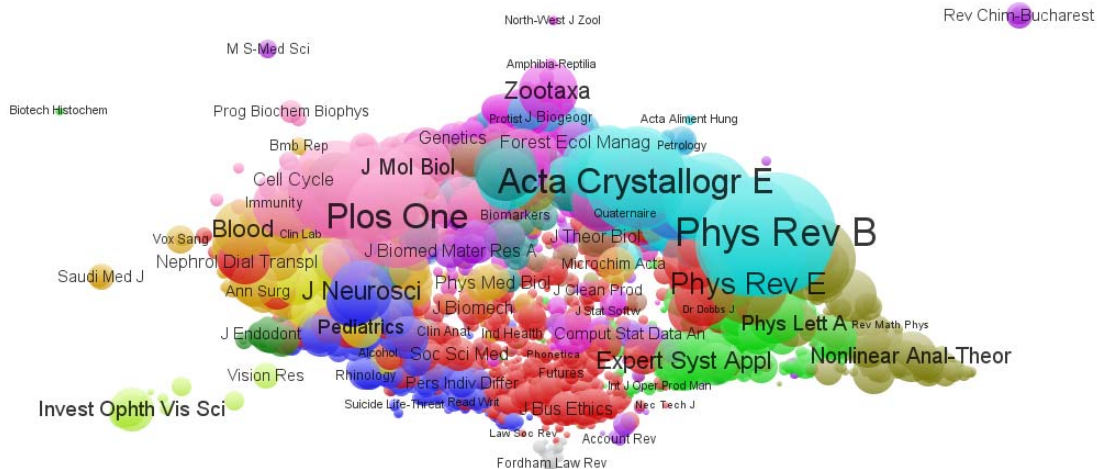 Rev Chim-Bucharest
North-West J Zool
M S-Med Sci
Amphibia-Reptilia
Zootaxa
Biotech Histochem
Prog Biochem Biophys
Protist
J Biogeogr
Acta Aliment Hung
Genetics
Forest Ecol Manag
Petrology
Bmb Rep
J Mol Biol
Cell Cycle
Acta Crystallogr E
Immunity
Plos One
Biomarkers
Quaternaire
Blood
Clin Lab
Phys Rev B
Vox Sang
J Biomed Mater Res A
J Theor Biol
Nephrol Dial Transpl
Microchim Acta
Saudi Med J
Ann Surg
J Neurosci
Phys Med Biol
J Clean Prod
Phys Rev E
J Biomech
J Stat Softw
Dr Dobbs J
J Endodont
Pediatrics
Clin Anat
Ind Health
Comput Stat Data An
Phys Lett A
Rev Math Phys
Alcohol
Soc Sci Med
Phonetica
Expert Syst Appl
Nonlinear Anal-Theor
Vision Res
Rhinology
Pers Indiv Differ
Futures
Int J Oper Prod Man
Invest Ophth Vis Sci
Suicide Life-Threat
Read Writ
J Bus Ethics
Nec Tech J
Law Soc Rev
Account Rev
Fordham Law Rev